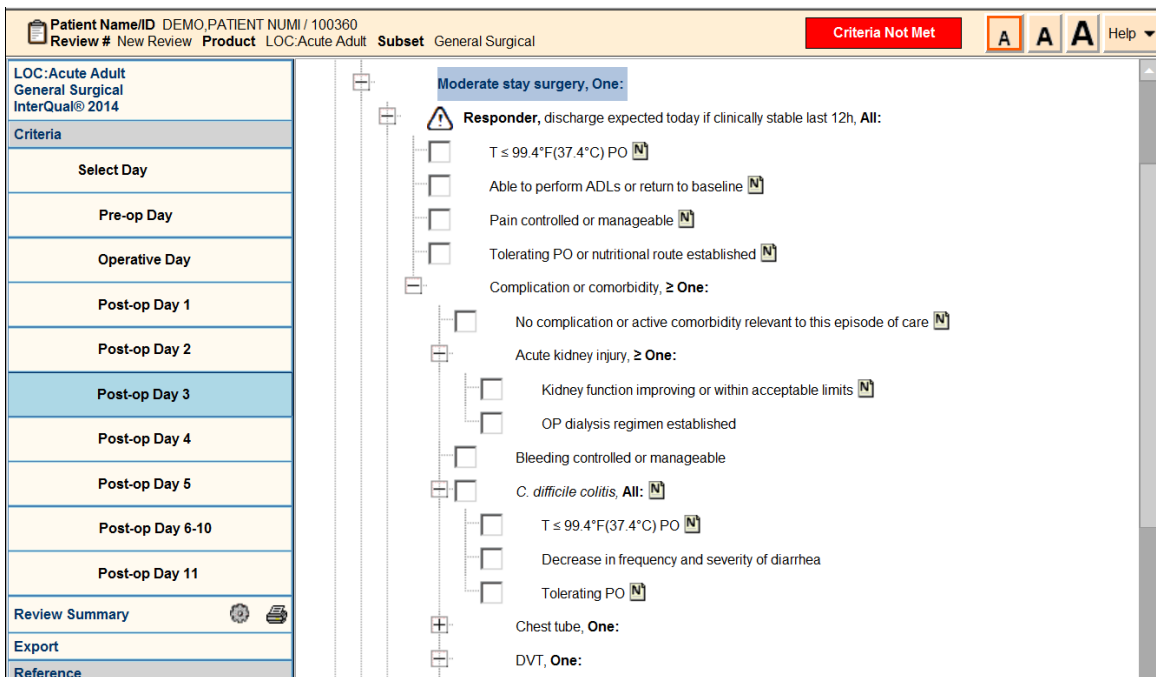 Patient Name/ID DEMO,PATIENT NUMI / 100360
Review # New Review Product LOC:Acute Adult Subset General Surgical
Criteria Not Met
A A A Help
LOC:Acute Adult
General Surgical
InterQual® 2014
Criteria
Select Day
Pre-op Day
Operative Day
Post-op Day 1
Post-op Day 2
Post-op Day 3
Post-op Day 4
Post-op Day 5
Post-op Day 6-10
Post-op Day 11
Review Summary
Export
Reference
Moderate stay surgery, One:
Responder, discharge expected today if clinically stable last 12h, All:
T ≤ 99.4°F(37.4°C) PO N
Able to perform ADLs or return to baseline N
Pain controlled or manageable N
Tolerating PO or nutritional route established N
Complication or comorbidity, ≥ One:
No complication or active comorbidity relevant to this episode of care N
Acute kidney injury, ≥ One:
Kidney function improving or within acceptable limits N
OP dialysis regimen established
Bleeding controlled or manageable
C. difficile colitis, All: N
T ≤ 99.4°F(37.4°C) PO N
Decrease in frequency and severity of diarrhea
Tolerating PO N
Chest tube, One:
DVT, One: